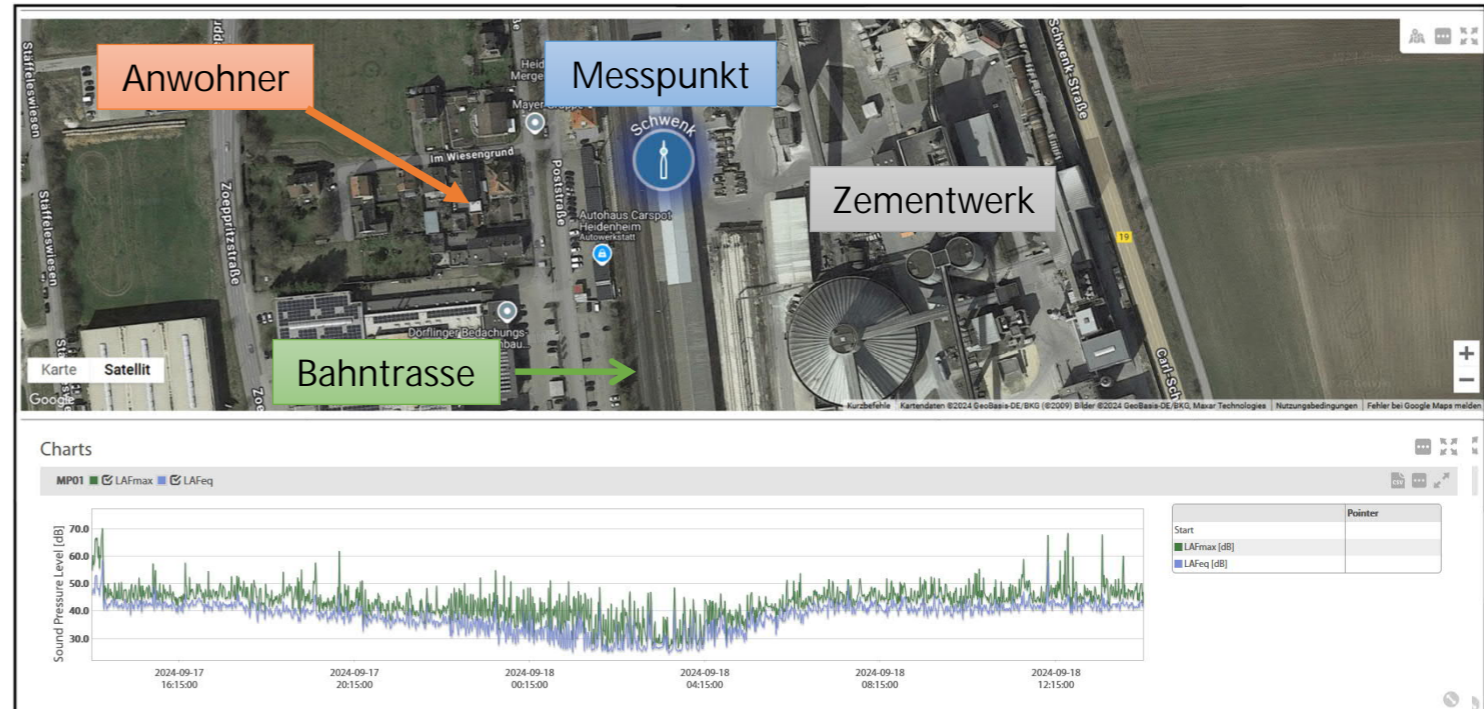 Anwohner
Messpunkt
Zementwerk
Bahntrasse
Stäffeleswiesen
Zoeppritzstraße
Im Wiesengrund
Poststraße
Schwenk
Autohaus Carspot
Heidenheim
Autowerkstatt
Schwenk-Straße
19
Dörflinger Bedachungs-
Karte Satellit
Google
Kurzbefehle Kartendaten ©2024 GeoBasis-DE/BKG (©2009) Bilder ©2024 GeoBasis-DE/BKG, Maxar Technologies Nutzungsbedingungen Fehler bei Google Maps melden
Charts
MP01 LAFmax LAFeq
CSV
Sound Pressure Level [dB]
70.0
60.0
50.0
40.0
30.0
2024-09-17 2024-09-17 2024-09-18 2024-09-18 2024-09-18 2024-09-18
16:15:00 20:15:00 00:15:00 04:15:00 08:15:00 12:15:00
Pointer
Start
LAFmax [dB]
LAFeq [dB]